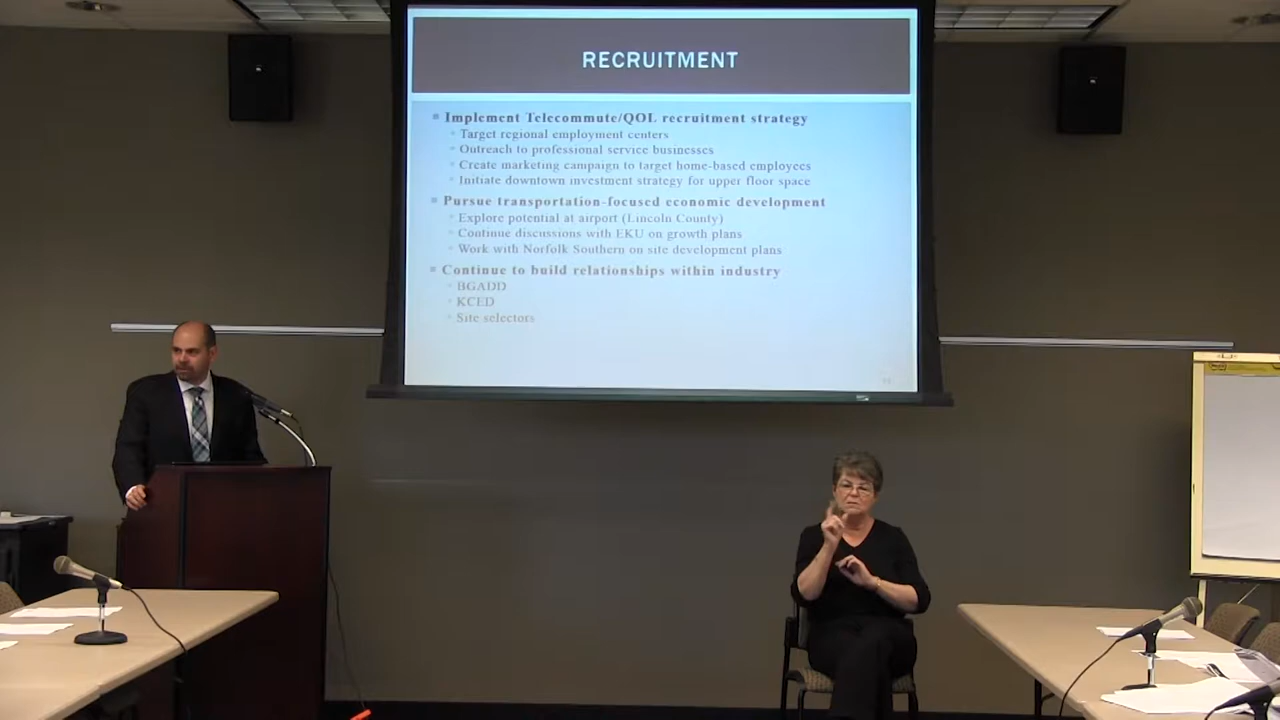 RECRUITMENT
Implement Telecommute/QOL recruitment strategy
Target regional employment centers
Outreach to professional service businesses
Create marketing campaign to target home-based employees
Initiate downtown investment strategy for upper floor space
Pursue transportation-focused economic development
Explore potential at airport (Lincoln County)
Continue discussions with EKU on growth plans
Work with Norfolk Southern on site development plans
Continue to build relationships within industry
BGADD
KCED
Site selectors